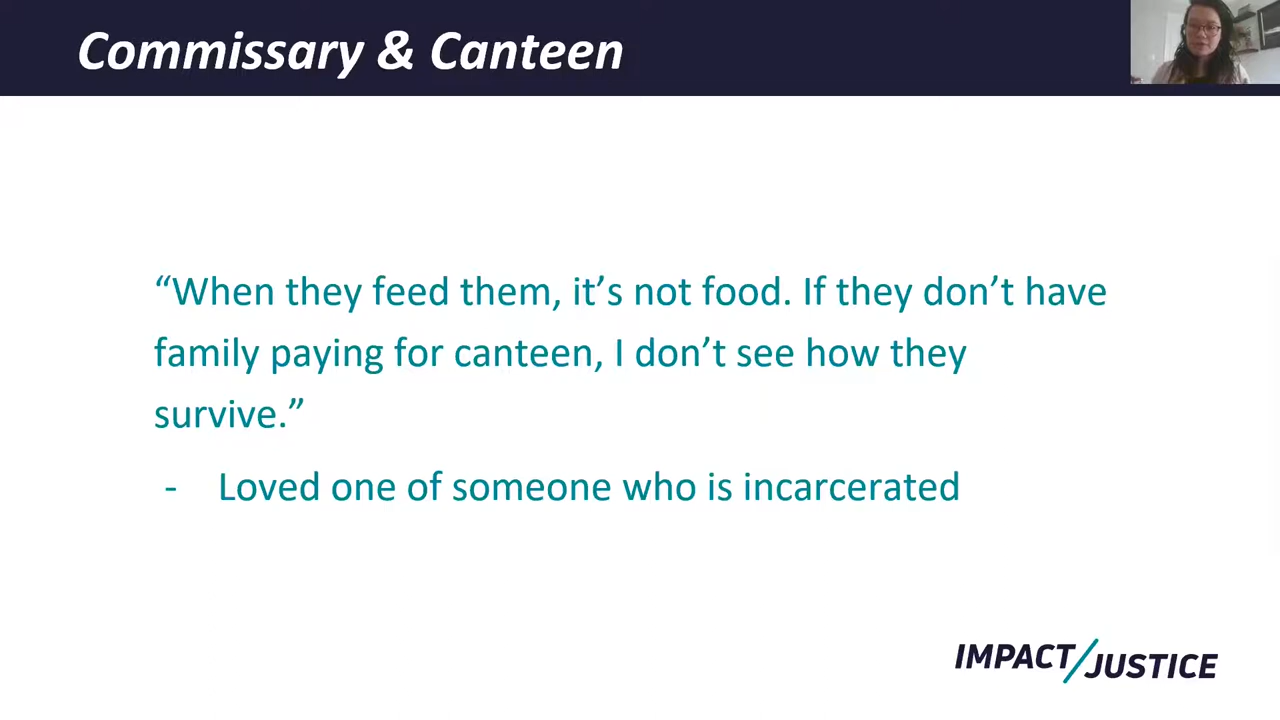 Commissary & Canteen
“When they feed them, it’s not food. If they don’t have
family paying for canteen, I don’t see how they
survive.”
- Loved one of someone who is incarcerated
IMPACT/JUSTICE